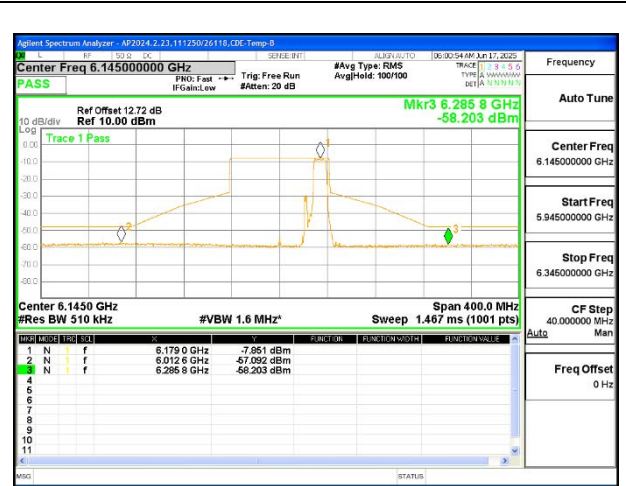 Agilent Spectrum Analyzer - AP2024.2.23,111250/26118,CDE-Temp-B
L RF 50 Ω DC SENSE:INT ALIGN AUTO 06:00:54 AM Jun 17, 2025
Center Freq 6.145000000 GHz
PASS
PNO: Fast
IFGain:Low
Trig: Free Run
#Atten: 20 dB
#Avg Type: RMS
Avg|Hold: 100/100
TRACE 1 2 3 4 5 6
TYPE A
DET A N N N N N
Ref Offset 12.72 dB
Ref 10.00 dBm
Mkr3 6.285 8 GHz
-58.203 dBm
10 dB/div
Log
Trace 1 Pass
0.00
-10.0
-20.0
-30.0
-40.0
-50.0
-60.0
-70.0
-80.0
1
2
3
Center 6.1450 GHz
Span 400.0 MHz
#Res BW 510 kHz
#VBW 1.6 MHz*
Sweep 1.467 ms (1001 pts)
MKR MODE TRC SCL X Y FUNCTION FUNCTION WIDTH FUNCTION VALUE
1 N 1 f 6.179 0 GHz -7.851 dBm
2 N 1 f 6.012 6 GHz -57.092 dBm
3 N 1 f 6.285 8 GHz -58.203 dBm
4
5
6
7
8
9
10
11
MSG
STATUS
Frequency
Auto Tune
Center Freq
6.145000000 GHz
Start Freq
5.945000000 GHz
Stop Freq
6.345000000 GHz
CF Step
40.000000 MHz
Auto Man
Freq Offset
0 Hz